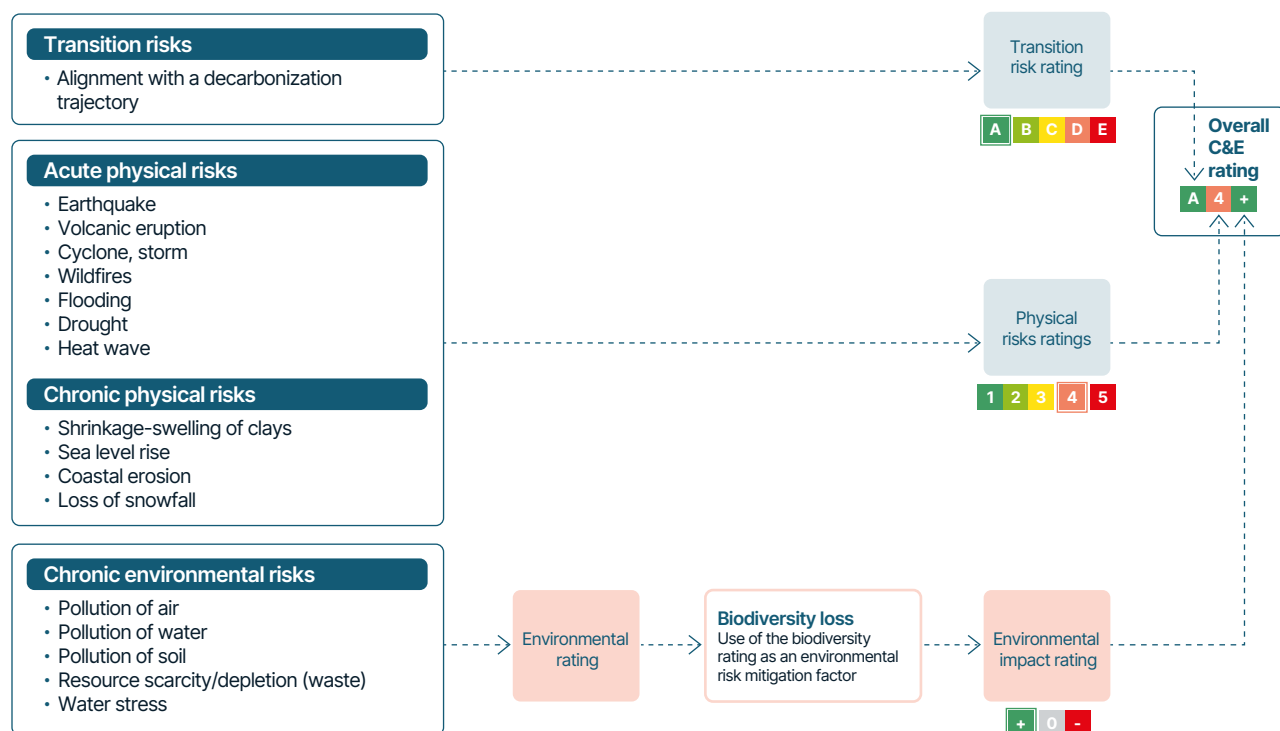 Transition risks
• Alignment with a decarbonization
trajectory
Transition
risk rating
A B C D E
Overall
C&E
rating
A 4 +
Acute physical risks
• Earthquake
• Volcanic eruption
• Cyclone, storm
• Wildfires
• Flooding
• Drought
• Heat wave
Chronic physical risks
• Shrinkage-swelling of clays
• Sea level rise
• Coastal erosion
• Loss of snowfall
Physical
risks ratings
1 2 3 4 5
Chronic environmental risks
• Pollution of air
• Pollution of water
• Pollution of soil
• Resource scarcity/depletion (waste)
• Water stress
Environmental
rating
Biodiversity loss
Use of the biodiversity
rating as an environmental
risk mitigation factor
Environmental
impact rating
+ 0 -